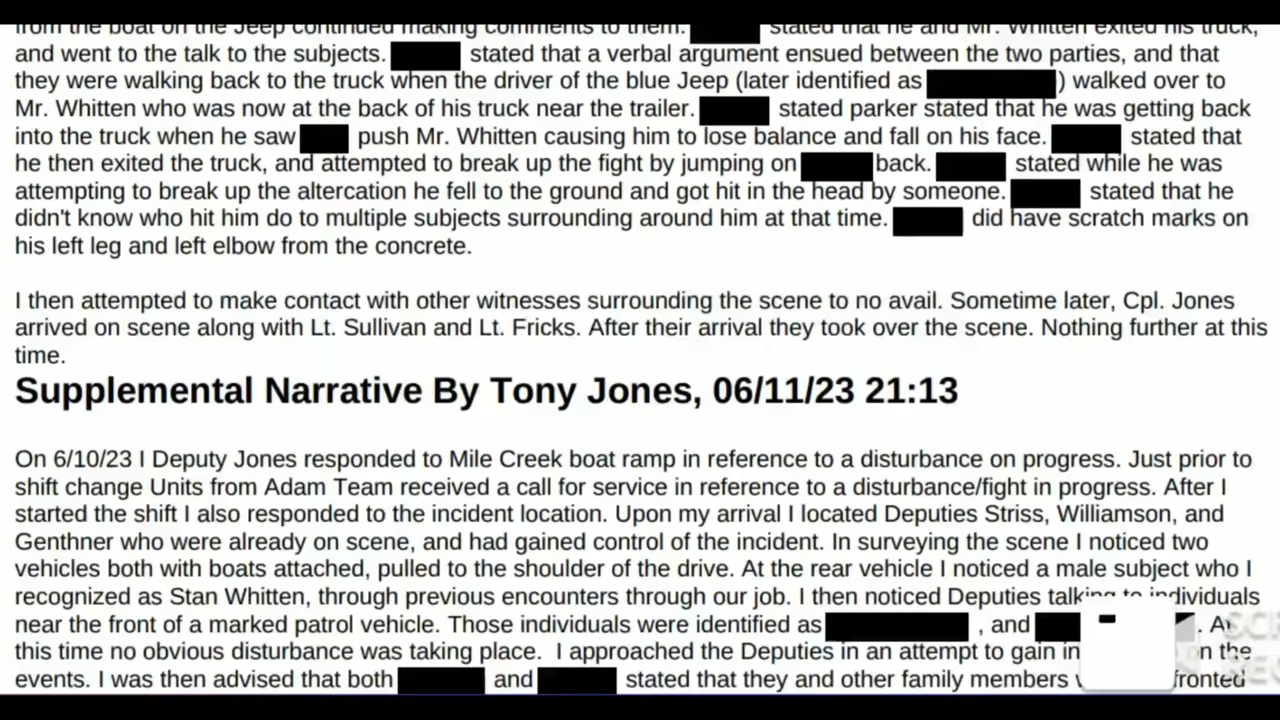 from the boat on the Jeep continued making comments to them. stated that he and Mr. Whitten exited his truck,
and went to the talk to the subjects. stated that a verbal argument ensued between the two parties, and that
they were walking back to the truck when the driver of the blue Jeep (later identified as ) walked over to
Mr. Whitten who was now at the back of his truck near the trailer. stated parker stated that he was getting back
into the truck when he saw push Mr. Whitten causing him to lose balance and fall on his face. stated that
he then exited the truck, and attempted to break up the fight by jumping on back. stated while he was
attempting to break up the altercation he fell to the ground and got hit in the head by someone. stated that he
didn't know who hit him do to multiple subjects surrounding around him at that time. did have scratch marks on
his left leg and left elbow from the concrete.
I then attempted to make contact with other witnesses surrounding the scene to no avail. Sometime later, Cpl. Jones
arrived on scene along with Lt. Sullivan and Lt. Fricks. After their arrival they took over the scene. Nothing further at this
time.
Supplemental Narrative By Tony Jones, 06/11/23 21:13
On 6/10/23 I Deputy Jones responded to Mile Creek boat ramp in reference to a disturbance on progress. Just prior to
shift change Units from Adam Team received a call for service in reference to a disturbance/fight in progress. After I
started the shift I also responded to the incident location. Upon my arrival I located Deputies Striss, Williamson, and
Genthner who were already on scene, and had gained control of the incident. In surveying the scene I noticed two
vehicles both with boats attached, pulled to the shoulder of the drive. At the rear vehicle I noticed a male subject who I
recognized as Stan Whitten, through previous encounters through our job. I then noticed Deputies talking to individuals
near the front of a marked patrol vehicle. Those individuals were identified as , and .
this time no obvious disturbance was taking place. I approached the Deputies in an attempt to gain the
events. I was then advised that both and stated that they and other family members